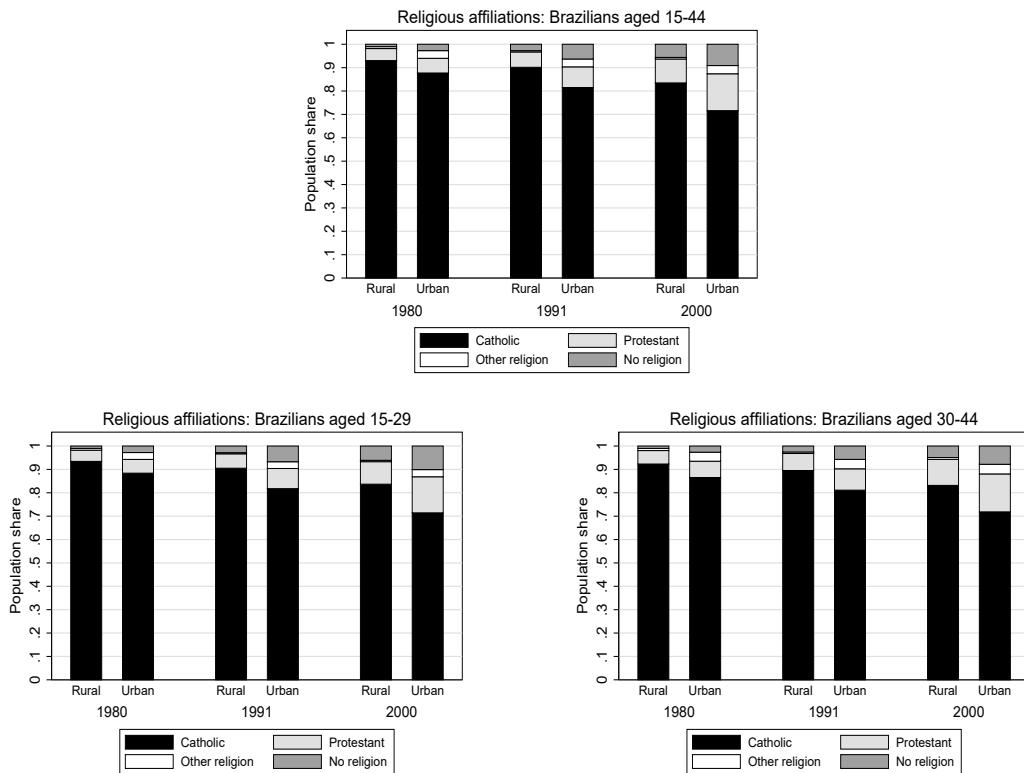 Religious affiliations: Brazilians aged 15-44
Population share
0 .1 .2 .3 .4 .5 .6 .7 .8 .9 1
Rural Urban Rural Urban Rural Urban
1980 1991 2000
Catholic Protestant
Other religion No religion
Religious affiliations: Brazilians aged 15-29
Population share
0 .1 .2 .3 .4 .5 .6 .7 .8 .9 1
Rural Urban Rural Urban Rural Urban
1980 1991 2000
Catholic Protestant
Other religion No religion
Religious affiliations: Brazilians aged 30-44
Population share
0 .1 .2 .3 .4 .5 .6 .7 .8 .9 1
Rural Urban Rural Urban Rural Urban
1980 1991 2000
Catholic Protestant
Other religion No religion